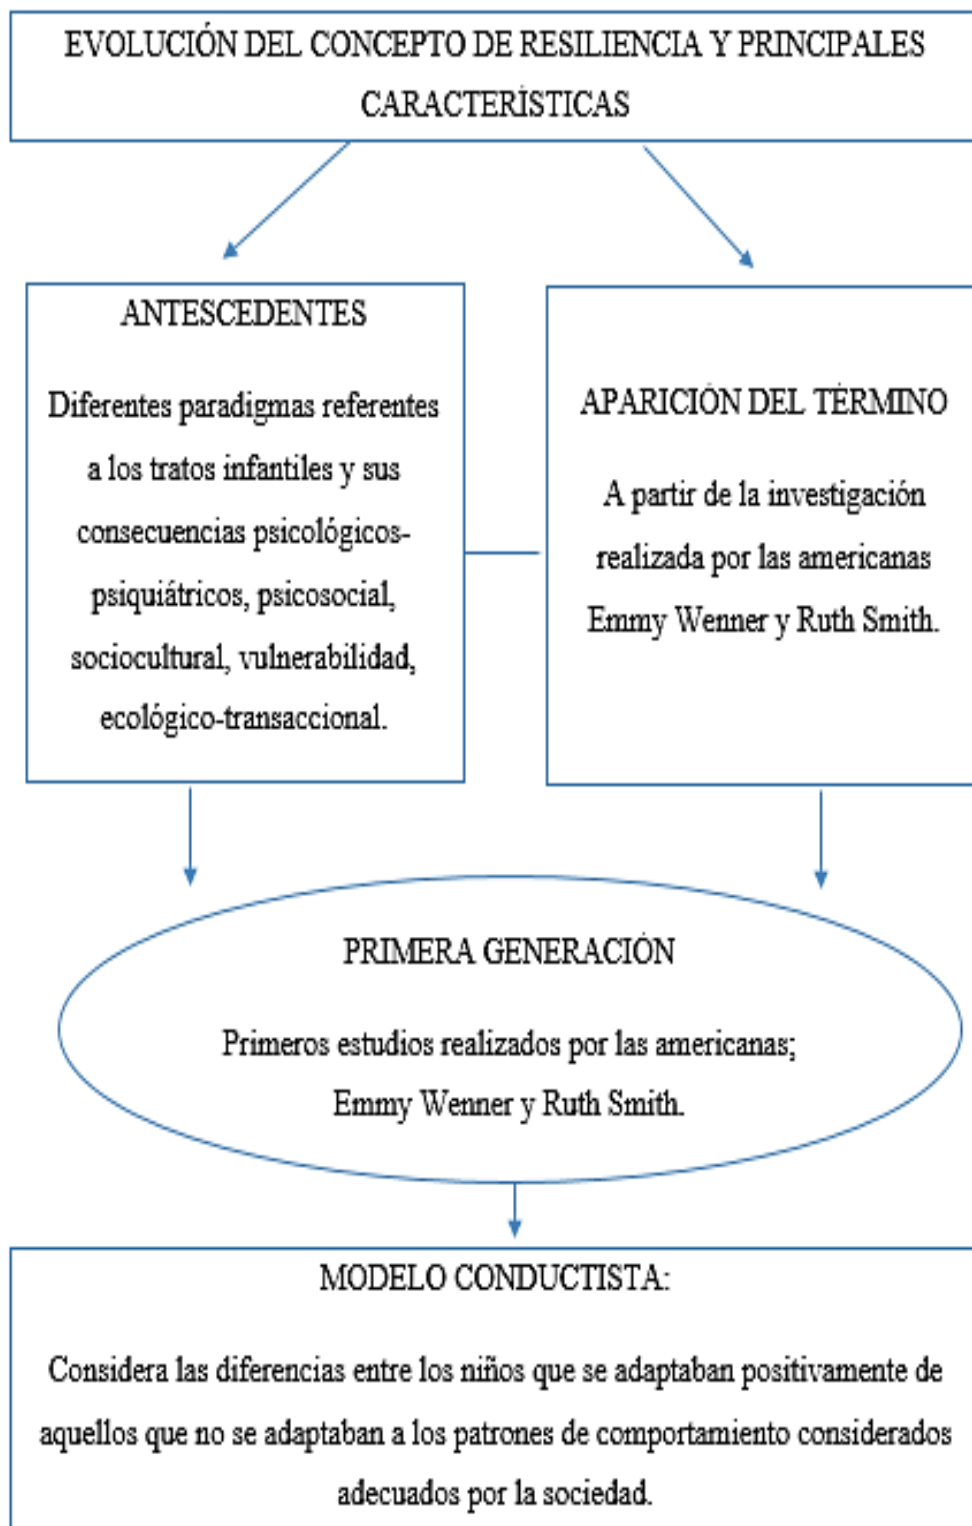 EVOLUCIÓN DEL CONCEPTO DE RESILIENCIA Y PRINCIPALES
CARACTERÍSTICAS
ANTESCEDENTES
Diferentes paradigmas referentes
a los tratos infantiles y sus
consecuencias psicológicos-
psiquiátricos, psicosocial,
sociocultural, vulnerabilidad,
ecológico-transaccional.
APARICIÓN DEL TÉRMINO
A partir de la investigación
realizada por las americanas
Emmy Wenner y Ruth Smith.
PRIMERA GENERACIÓN
Primeros estudios realizados por las americanas;
Emmy Wenner y Ruth Smith.
MODELO CONDUCTISTA:
Considera las diferencias entre los niños que se adaptaban positivamente de
aquellos que no se adaptaban a los patrones de comportamiento considerados
adecuados por la sociedad.